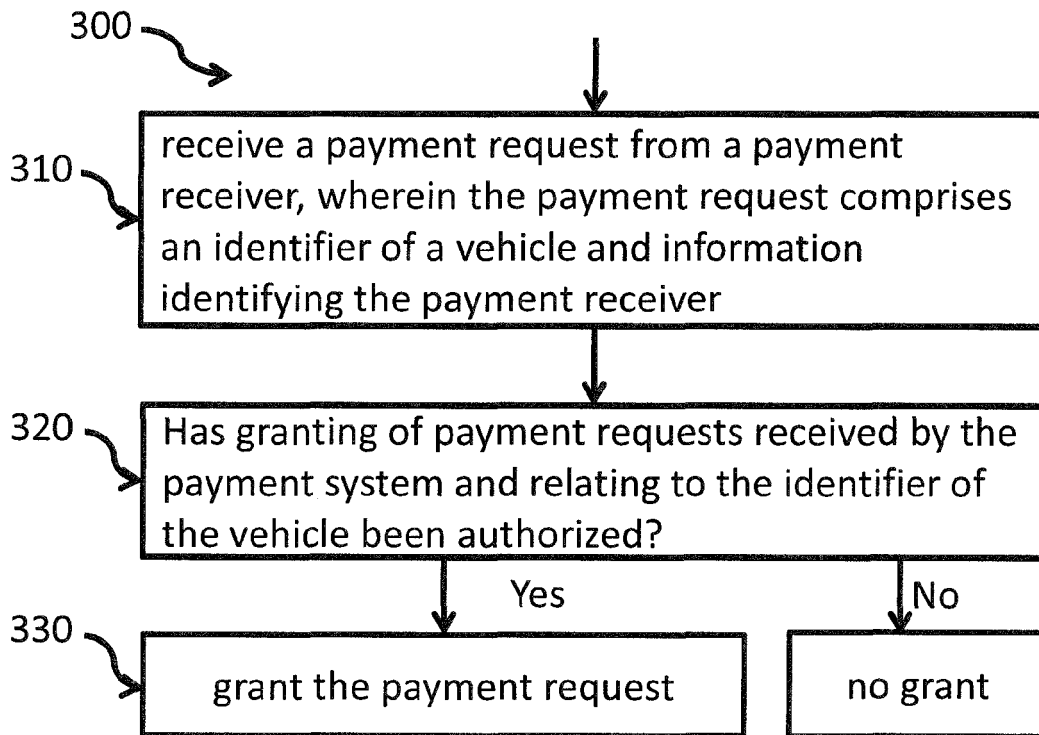 300
310
receive a payment request from a payment
receiver, wherein the payment request comprises
an identifier of a vehicle and information
identifying the payment receiver
320
Has granting of payment requests received by the
payment system and relating to the identifier of
the vehicle been authorized?
Yes
No
330
grant the payment request
no grant